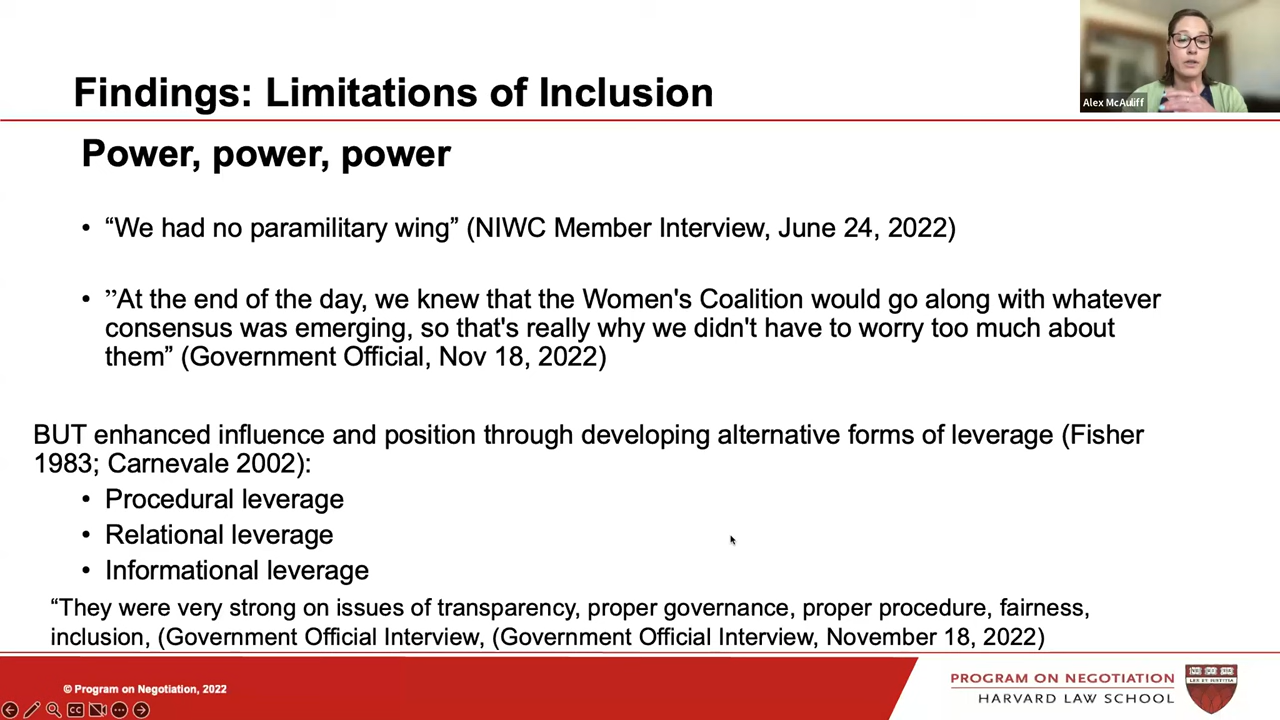 Findings: Limitations of Inclusion
Alex McAuliff
Power, power, power
• “We had no paramilitary wing” (NIWC Member Interview, June 24, 2022)
• ”At the end of the day, we knew that the Women's Coalition would go along with whatever
consensus was emerging, so that's really why we didn't have to worry too much about
them” (Government Official, Nov 18, 2022)
BUT enhanced influence and position through developing alternative forms of leverage (Fisher
1983; Carnevale 2002):
• Procedural leverage
• Relational leverage
• Informational leverage
“They were very strong on issues of transparency, proper governance, proper procedure, fairness,
inclusion, (Government Official Interview, (Government Official Interview, November 18, 2022)
© Program on Negotiation, 2022
PROGRAM ON NEGOTIATION
HARVARD LAW SCHOOL
CC